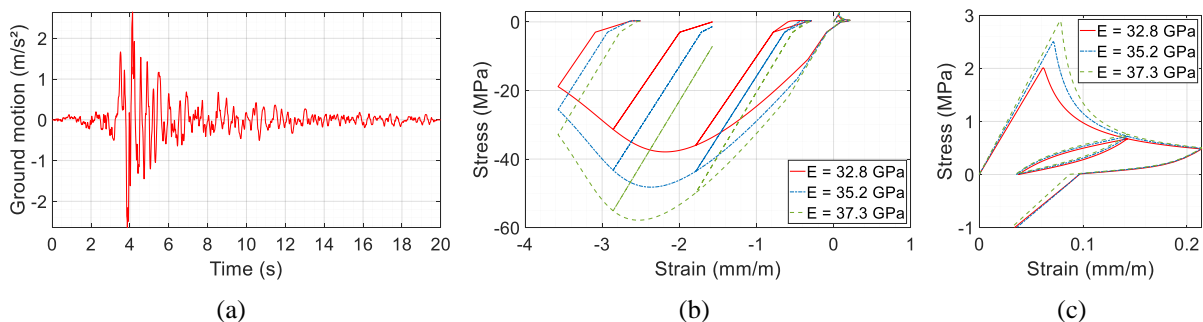 Ground motion (m/s²)
2
1
0
-1
-2
0 2 4 6 8 10 12 14 16 18 20
Time (s)
(a)
Stress (MPa)
0
-20
-40
-60
E = 32.8 GPa
E = 35.2 GPa
E = 37.3 GPa
-4 -3 -2 -1 0 1
Strain (mm/m)
(b)
Stress (MPa)
3
2
1
0
-1
E = 32.8 GPa
E = 35.2 GPa
E = 37.3 GPa
0 0.1 0.2
Strain (mm/m)
(c)